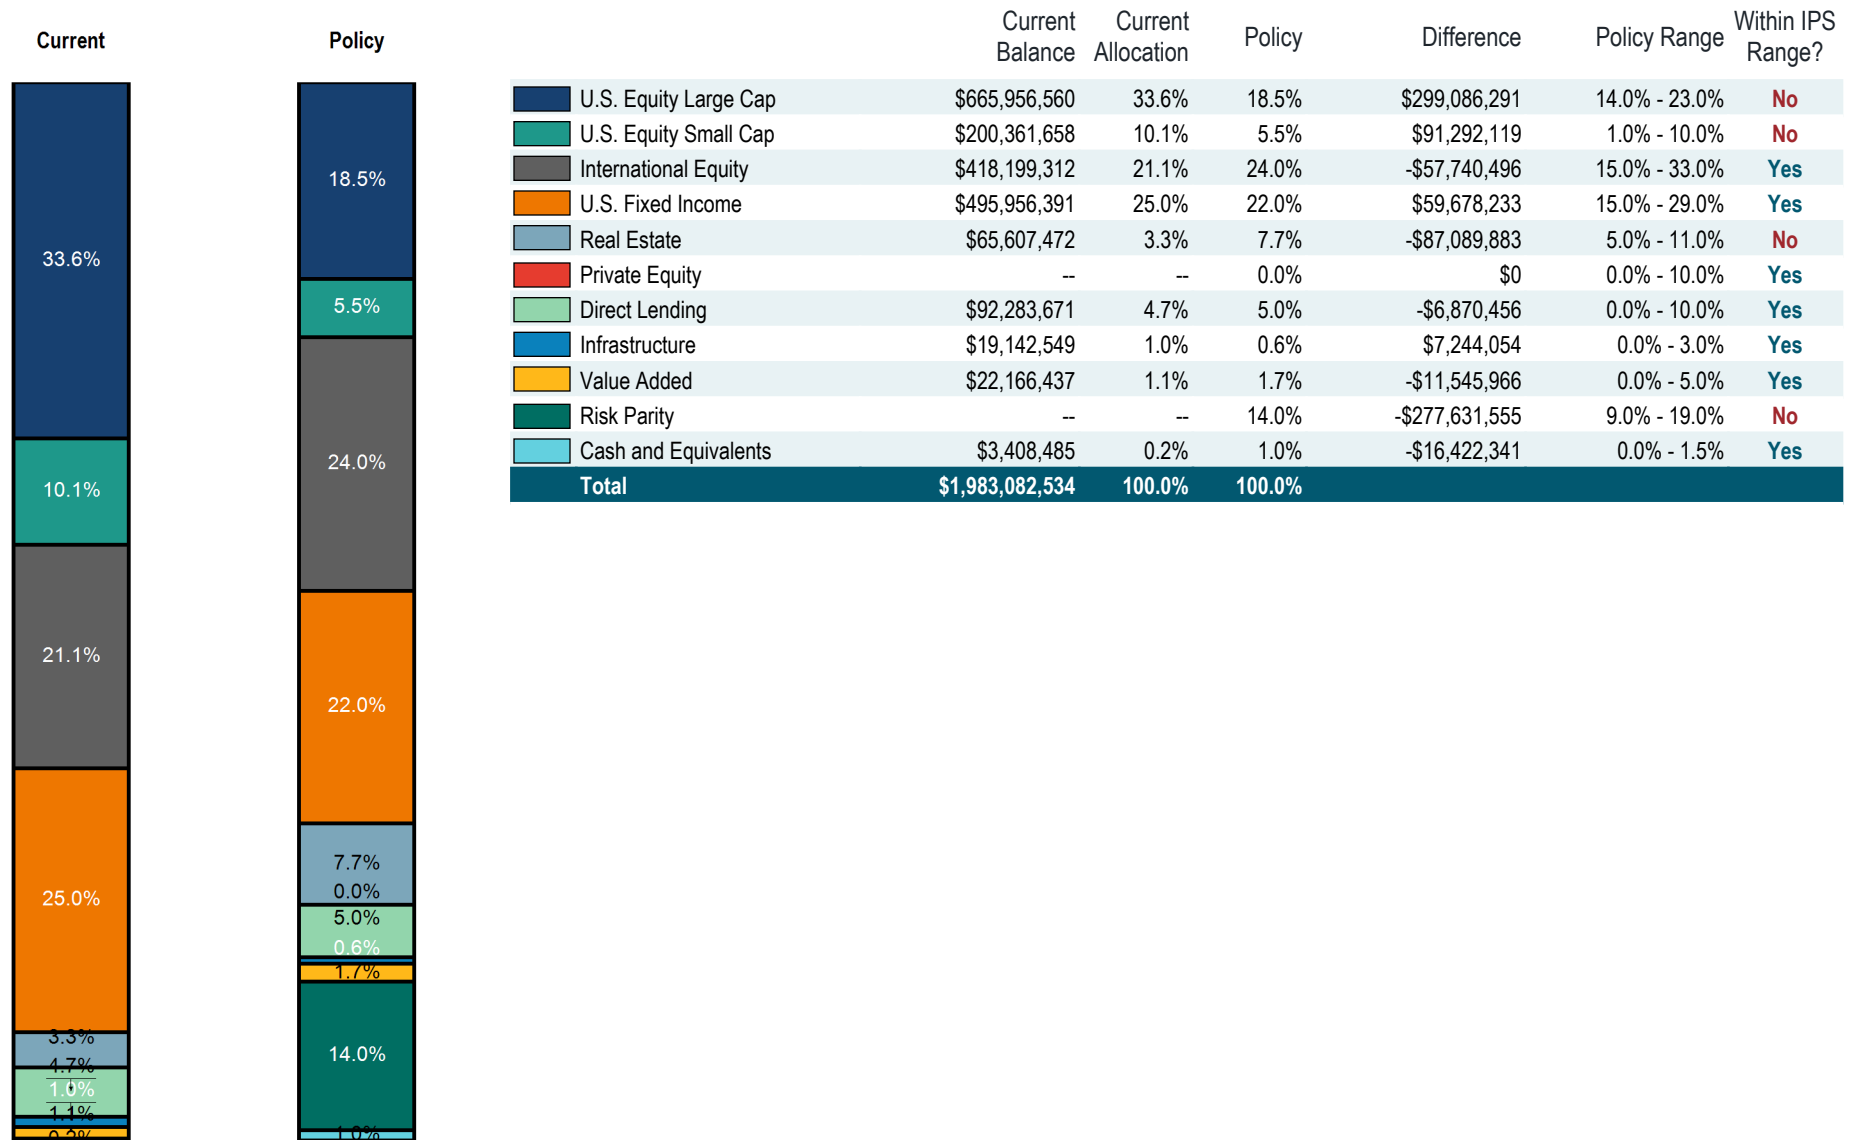 Current
33.6%
10.1%
21.1%
25.0%
3.3%
4.7%
1.0%
1.1%
0.2%
Policy
18.5%
5.5%
24.0%
22.0%
7.7%
0.0%
5.0%
0.6%
1.7%
14.0%
1.0%
Current Balance Current Allocation Policy Difference Policy Range Within IPS Range?
U.S. Equity Large Cap $665,956,560 33.6% 18.5% $299,086,291 14.0% - 23.0% No
U.S. Equity Small Cap $200,361,658 10.1% 5.5% $91,292,119 1.0% - 10.0% No
International Equity $418,199,312 21.1% 24.0% -$57,740,496 15.0% - 33.0% Yes
U.S. Fixed Income $495,956,391 25.0% 22.0% $59,678,233 15.0% - 29.0% Yes
Real Estate $65,607,472 3.3% 7.7% -$87,089,883 5.0% - 11.0% No
Private Equity -- -- 0.0% $0 0.0% - 10.0% Yes
Direct Lending $92,283,671 4.7% 5.0% -$6,870,456 0.0% - 10.0% Yes
Infrastructure $19,142,549 1.0% 0.6% $7,244,054 0.0% - 3.0% Yes
Value Added $22,166,437 1.1% 1.7% -$11,545,966 0.0% - 5.0% Yes
Risk Parity -- -- 14.0% -$277,631,555 9.0% - 19.0% No
Cash and Equivalents $3,408,485 0.2% 1.0% -$16,422,341 0.0% - 1.5% Yes
Total $1,983,082,534 100.0% 100.0%